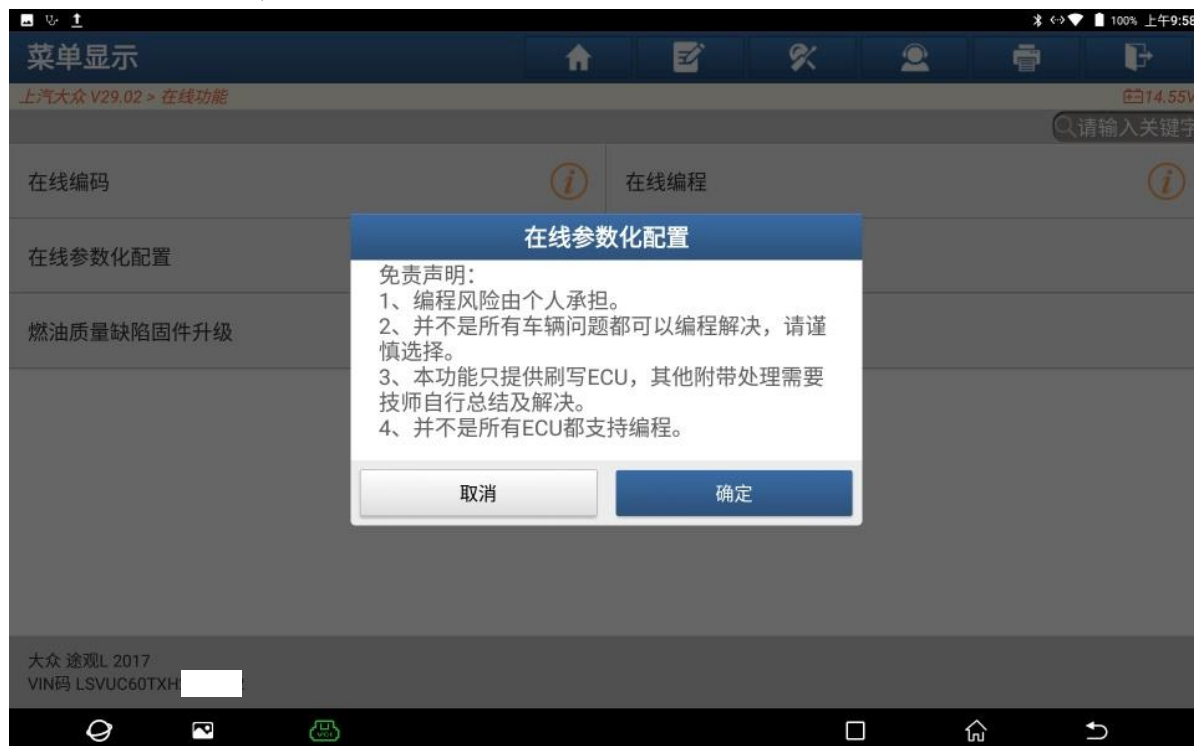 100% 上午9:58
菜单显示
上汽大众 V29.02 > 在线功能
14.55V
请输入关键字
在线编码
在线编程
在线参数化配置
燃油质量缺陷固件升级
在线参数化配置
免责声明：
1、编程风险由个人承担。
2、并不是所有车辆问题都可以编程解决，请谨
慎选择。
3、本功能只提供刷写ECU，其他附带处理需要
技师自行总结及解决。
4、并不是所有ECU都支持编程。
取消
确定
大众 途观L 2017
VIN码 LSVUC60TXH
VCI